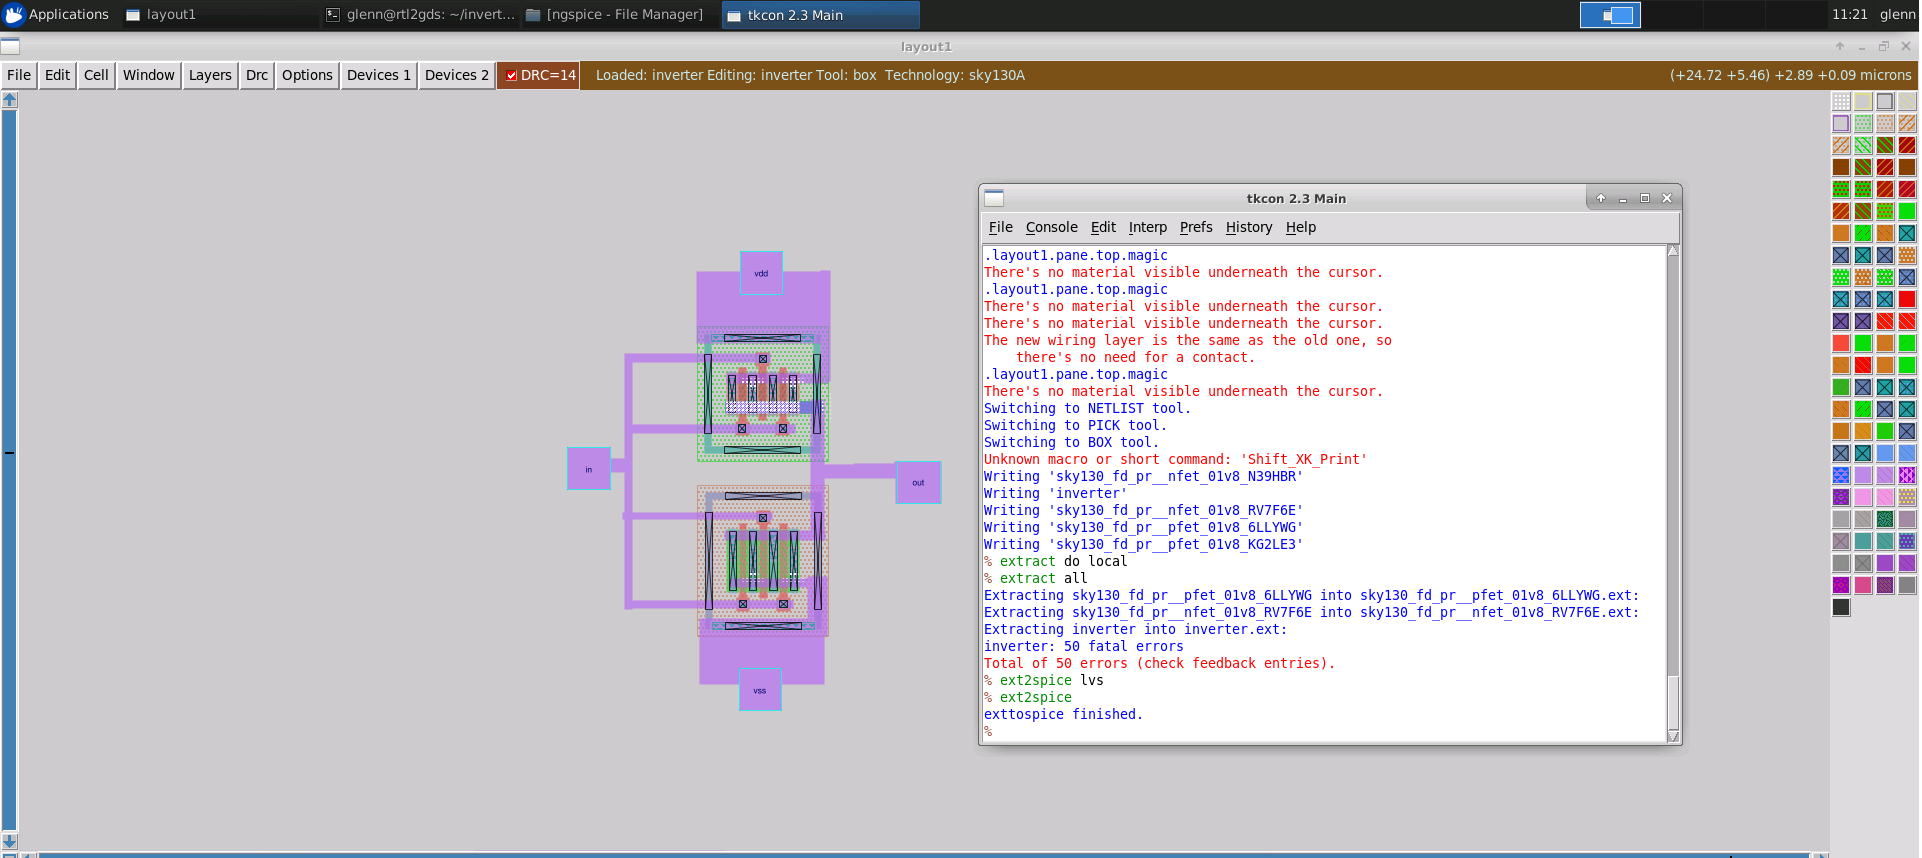 Applications
layout1
glenn@rtl2gds: ~/invert...
[ngspice - File Manager]
tkcon 2.3 Main
11:21
glenn
layout1
File
Edit
Cell
Window
Layers
Drc
Options
Devices 1
Devices 2
DRC=14
Loaded: inverter Editing: inverter Tool: box Technology: sky130A
(+24.72 +5.46) +2.89 +0.09 microns
vdd
in
out
vss
tkcon 2.3 Main
File Console Edit Interp Prefs History Help
.layout1.pane.top.magic
There's no material visible underneath the cursor.
.layout1.pane.top.magic
There's no material visible underneath the cursor.
There's no material visible underneath the cursor.
The new wiring layer is the same as the old one, so
there's no need for a contact.
.layout1.pane.top.magic
There's no material visible underneath the cursor.
Switching to NETLIST tool.
Switching to PICK tool.
Switching to BOX tool.
Unknown macro or short command: 'Shift_XK_Print'
Writing 'sky130_fd_pr__nfet_01v8_N39HBR'
Writing 'inverter'
Writing 'sky130_fd_pr__nfet_01v8_RV7F6E'
Writing 'sky130_fd_pr__pfet_01v8_6LLYWG'
Writing 'sky130_fd_pr__pfet_01v8_KG2LE3'
% extract do local
% extract all
Extracting sky130_fd_pr__pfet_01v8_6LLYWG into sky130_fd_pr__pfet_01v8_6LLYWG.ext:
Extracting sky130_fd_pr__nfet_01v8_RV7F6E into sky130_fd_pr__nfet_01v8_RV7F6E.ext:
Extracting inverter into inverter.ext:
inverter: 50 fatal errors
Total of 50 errors (check feedback entries).
% ext2spice lvs
% ext2spice
exttospice finished.
%